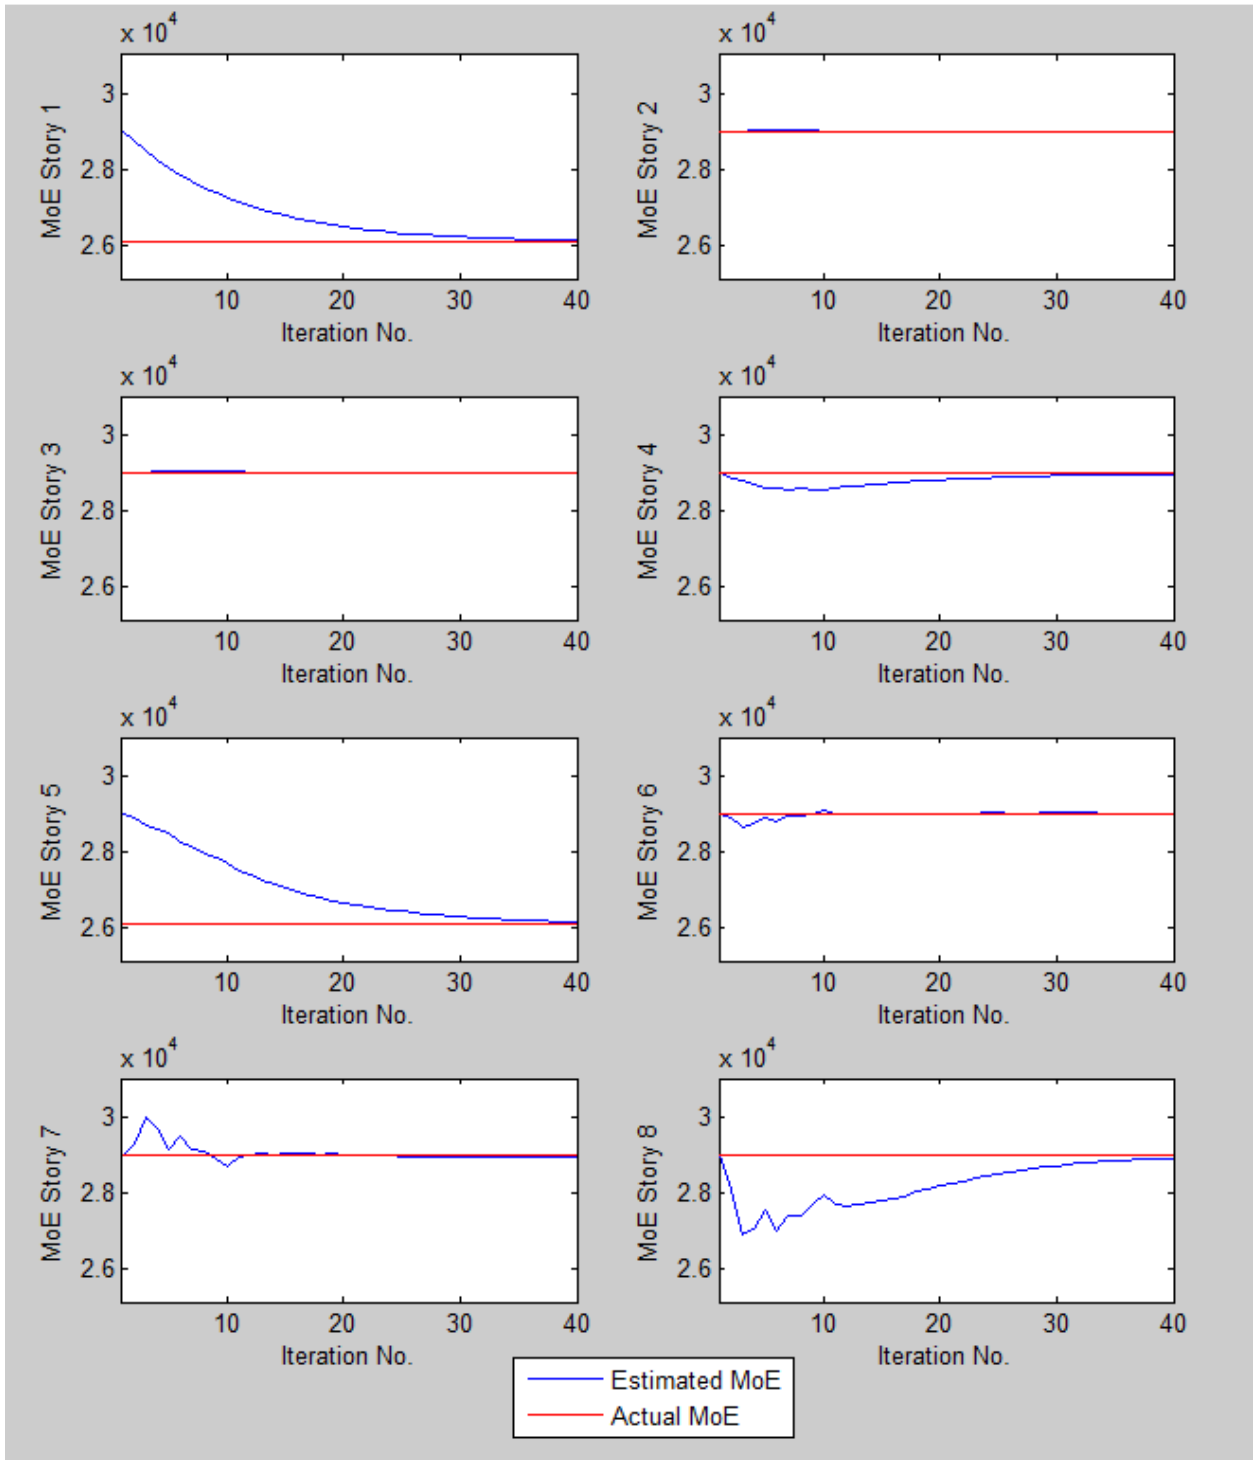 x 10^4
x 10^4
MoE Story 1
3
2.8
2.6
10 20 30 40
Iteration No.
MoE Story 2
3
2.8
2.6
10 20 30 40
Iteration No.
x 10^4
x 10^4
MoE Story 3
3
2.8
2.6
10 20 30 40
Iteration No.
MoE Story 4
3
2.8
2.6
10 20 30 40
Iteration No.
x 10^4
x 10^4
MoE Story 5
3
2.8
2.6
10 20 30 40
Iteration No.
MoE Story 6
3
2.8
2.6
10 20 30 40
Iteration No.
x 10^4
x 10^4
MoE Story 7
3
2.8
2.6
10 20 30 40
Iteration No.
MoE Story 8
3
2.8
2.6
10 20 30 40
Iteration No.
Estimated MoE
Actual MoE